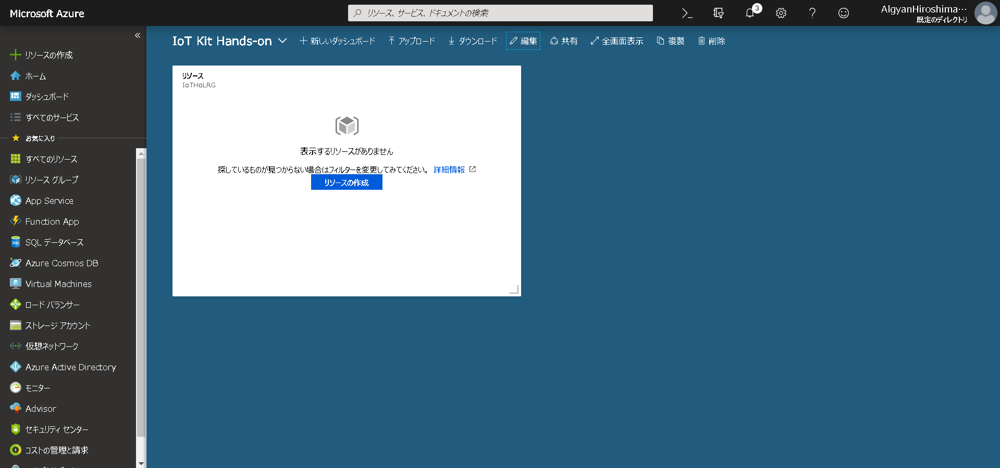 Microsoft Azure
リソース、サービス、ドキュメントの検索
3
AlgyanHiroshima…
既定のディレクトリ
«
リソースの作成
ホーム
ダッシュボード
すべてのサービス
お気に入り
すべてのリソース
リソース グループ
App Service
Function App
SQL データベース
Azure Cosmos DB
Virtual Machines
ロード バランサー
ストレージ アカウント
仮想ネットワーク
Azure Active Directory
モニター
Advisor
セキュリティ センター
コストの管理と請求
IoT Kit Hands-on
新しいダッシュボード
アップロード
ダウンロード
編集
共有
全画面表示
複製
削除
リソース
IoTHoLRG
表示するリソースがありません
探しているものが見つからない場合はフィルターを変更してみてください。 詳細情報
リソースの作成